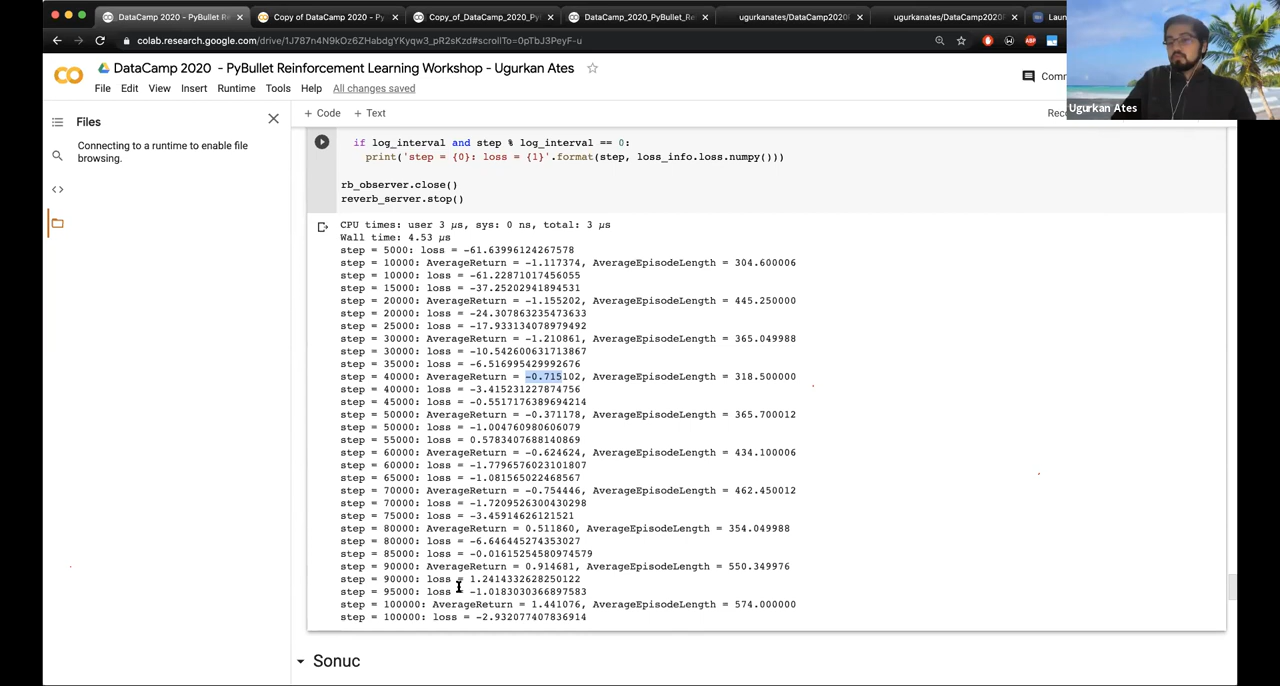 DataCamp 2020 - PyBullet R
Copy of DataCamp 2020 - Py
Copy_of_DataCamp_2020_Py
DataCamp_2020_PyBullet_Re
ugurkanates/DataCamp2020
ugurkanates/DataCamp2020
Laun
colab.research.google.com/drive/1J787n4N9kOz6ZHabdgYKyqw3_pR2sKzd#scrollTo=0pTbJ3PeyF-u
ABP
DataCamp 2020 - PyBullet Reinforcement Learning Workshop - Ugurkan Ates
Comm
Ugurkan Ates
File Edit View Insert Runtime Tools Help All changes saved
+ Code + Text
Rec
Files
Connecting to a runtime to enable file
browsing.
if log_interval and step % log_interval == 0:
print('step = {0}: loss = {1}'.format(step, loss_info.loss.numpy()))
rb_observer.close()
reverb_server.stop()
CPU times: user 3 µs, sys: 0 ns, total: 3 µs
Wall time: 4.53 µs
step = 5000: loss = -61.63996124267578
step = 10000: AverageReturn = -1.117374, AverageEpisodeLength = 304.600006
step = 10000: loss = -61.22871017456055
step = 15000: loss = -37.25202941894531
step = 20000: AverageReturn = -1.155202, AverageEpisodeLength = 445.250000
step = 20000: loss = -24.307863235473633
step = 25000: loss = -17.933134078979492
step = 30000: AverageReturn = -1.210861, AverageEpisodeLength = 365.049988
step = 30000: loss = -10.542600631713867
step = 35000: loss = -6.516995429992676
step = 40000: AverageReturn = -0.715102, AverageEpisodeLength = 318.500000
step = 40000: loss = -3.415231227874756
step = 45000: loss = -0.5517176389694214
step = 50000: AverageReturn = -0.371178, AverageEpisodeLength = 365.700012
step = 50000: loss = -1.004760980606079
step = 55000: loss = 0.5783407688140869
step = 60000: AverageReturn = -0.624624, AverageEpisodeLength = 434.100006
step = 60000: loss = -1.7796576023101807
step = 65000: loss = -1.081565022468567
step = 70000: AverageReturn = -0.754446, AverageEpisodeLength = 462.450012
step = 70000: loss = -1.7209526300430298
step = 75000: loss = -3.45914626121521
step = 80000: AverageReturn = 0.511860, AverageEpisodeLength = 354.049988
step = 80000: loss = -6.646445274353027
step = 85000: loss = -0.01615254580974579
step = 90000: AverageReturn = 0.914681, AverageEpisodeLength = 550.349976
step = 90000: loss = 1.2414332628250122
step = 95000: loss = -1.0183030366897583
step = 100000: AverageReturn = 1.441076, AverageEpisodeLength = 574.000000
step = 100000: loss = -2.932077407836914
Sonuc